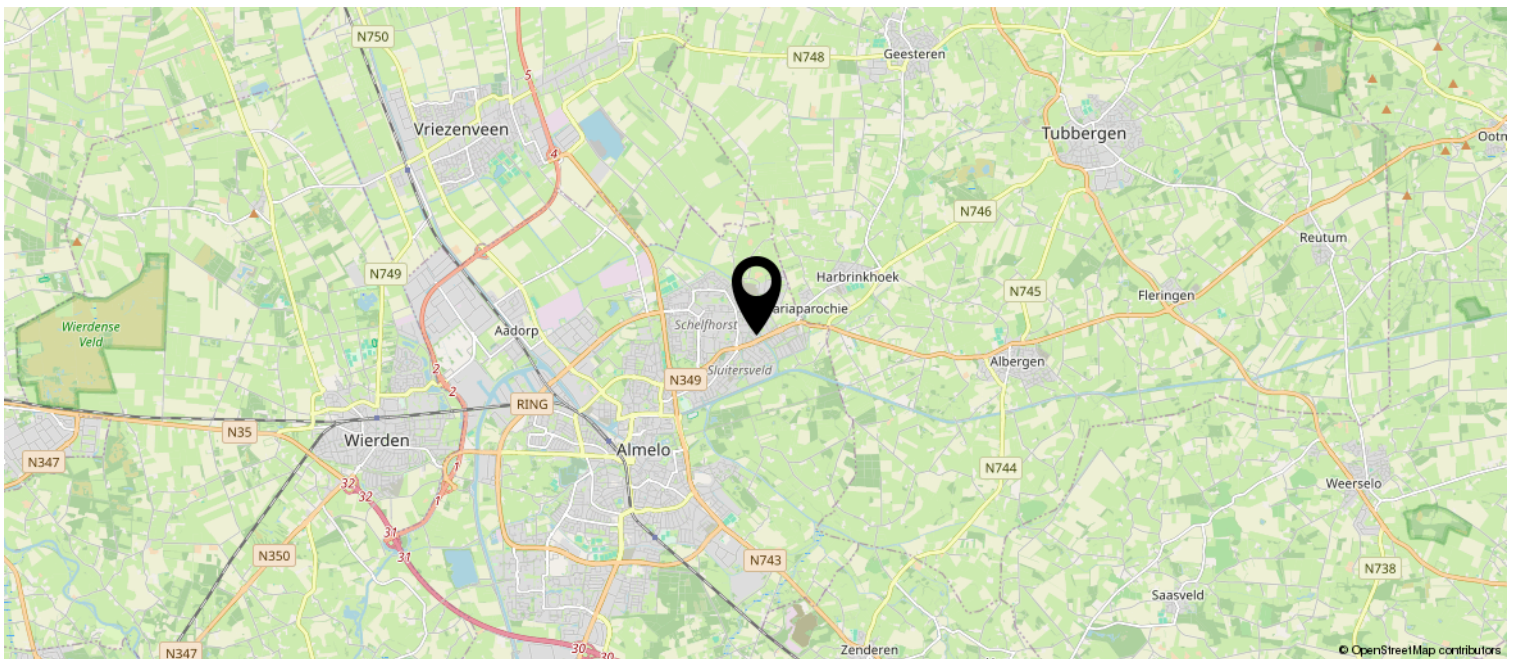 N750
N748
Geesteren
5
Vriezenveen
4
Tubbergen
N746
Reutum
N749
Harbrinkhoek
N745
Fleringen
Wierdense
Veld
Aadorp
Schelfhorst
ariaparochie
Albergen
2
2
Sluitersveld
N349
RING
N35
Wierden
Almelo
N347
1
N744
32
32
1
Weerselo
31
31
N350
N743
N738
Saasveld
N347
30
30
Zenderen
© OpenStreetMap contributors